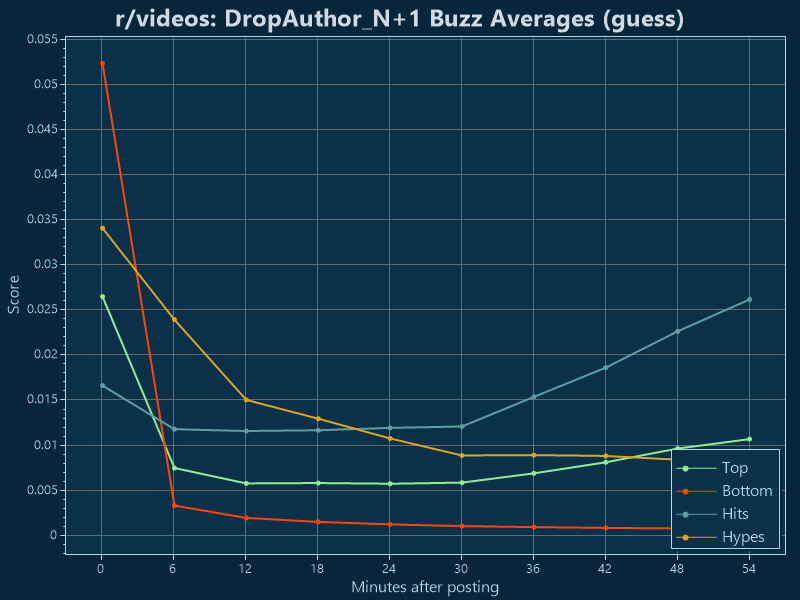 r/videos: DropAuthor_N+1 Buzz Averages (guess)
0.055
0.05
0.045
0.04
0.035
0.03
0.025
0.02
0.015
0.01
0.005
0
Score
Top
Bottom
Hits
Hypes
0 6 12 18 24 30 36 42 48 54
Minutes after posting